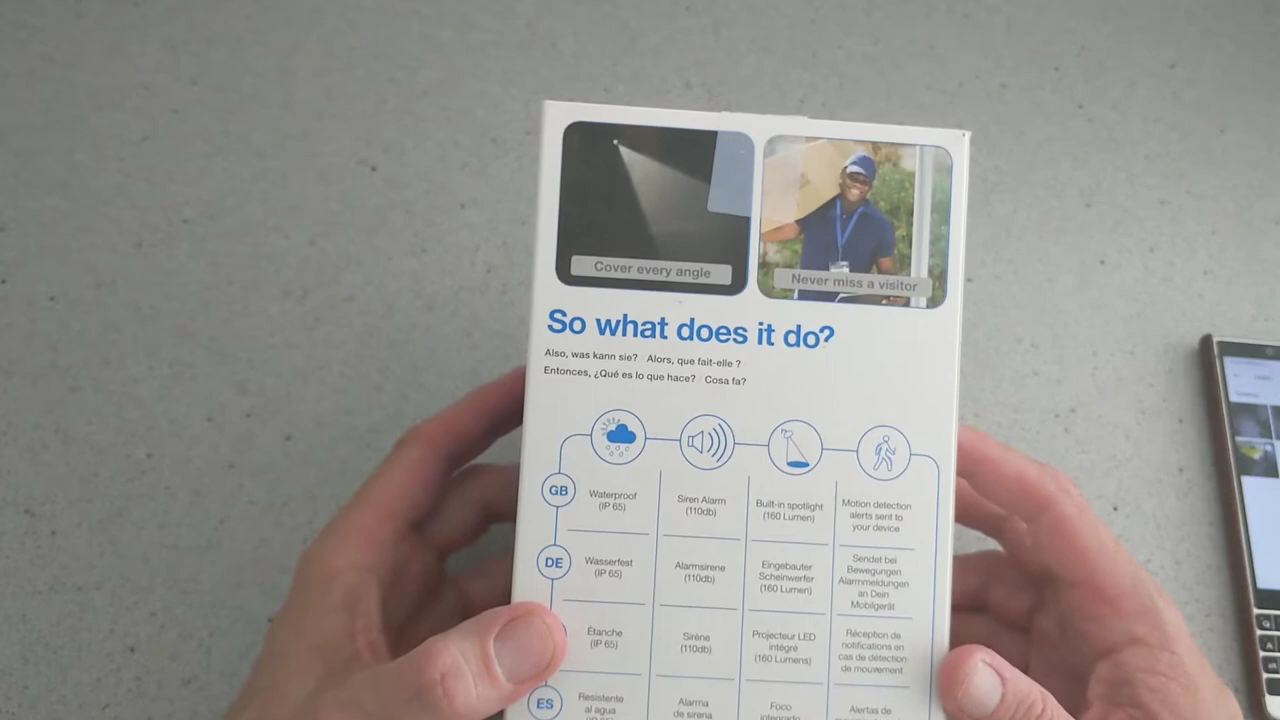 Cover every angle
Never miss a visitor
So what does it do?
Also, was kann sie? Alors, que fait-elle ?
Entonces, ¿Qué es lo que hace? Cosa fa?
GB
Waterproof
(IP 65)
Siren Alarm
(110db)
Built-in spotlight
(160 Lumen)
Motion detection
alerts sent to
your device
DE
Wasserfest
(IP 65)
Alarmsirene
(110db)
Eingebauter
Scheinwerfer
(160 Lumen)
Sendet bei
Bewegungen
Alarmmeldungen
an Dein
Mobilgerät
Étanche
(IP 65)
Sirène
(110db)
Projecteur LED
intégré
(160 Lumens)
Réception de
notifications en
cas de détection
de mouvement
ES
Resistente
al agua
Alarma
de sirena
Foco
integrado
Alertas de